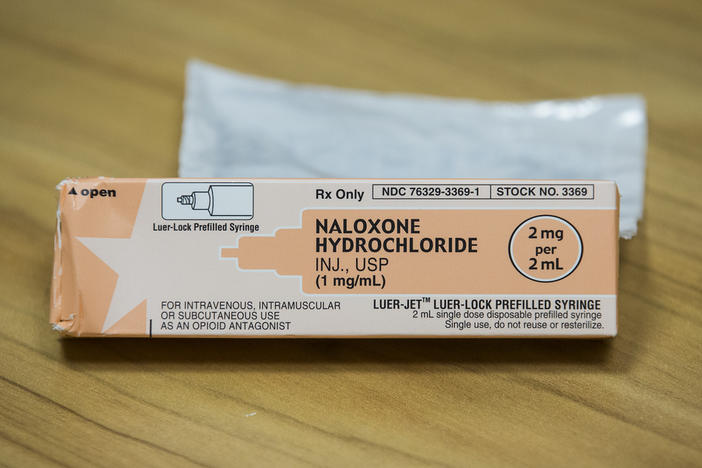 ▲ open
Luer-Lock Prefilled Syringe
Rx Only NDC 76329-3369-1 STOCK NO. 3369
NALOXONE
HYDROCHLORIDE
INJ., USP
(1 mg/mL)
2 mg
per
2 mL
FOR INTRAVENOUS, INTRAMUSCULAR
OR SUBCUTANEOUS USE
AS AN OPIOID ANTAGONIST
LUER-JET™ LUER-LOCK PREFILLED SYRINGE
2 mL single dose disposable prefilled syringe
Single use, do not reuse or resterilize.